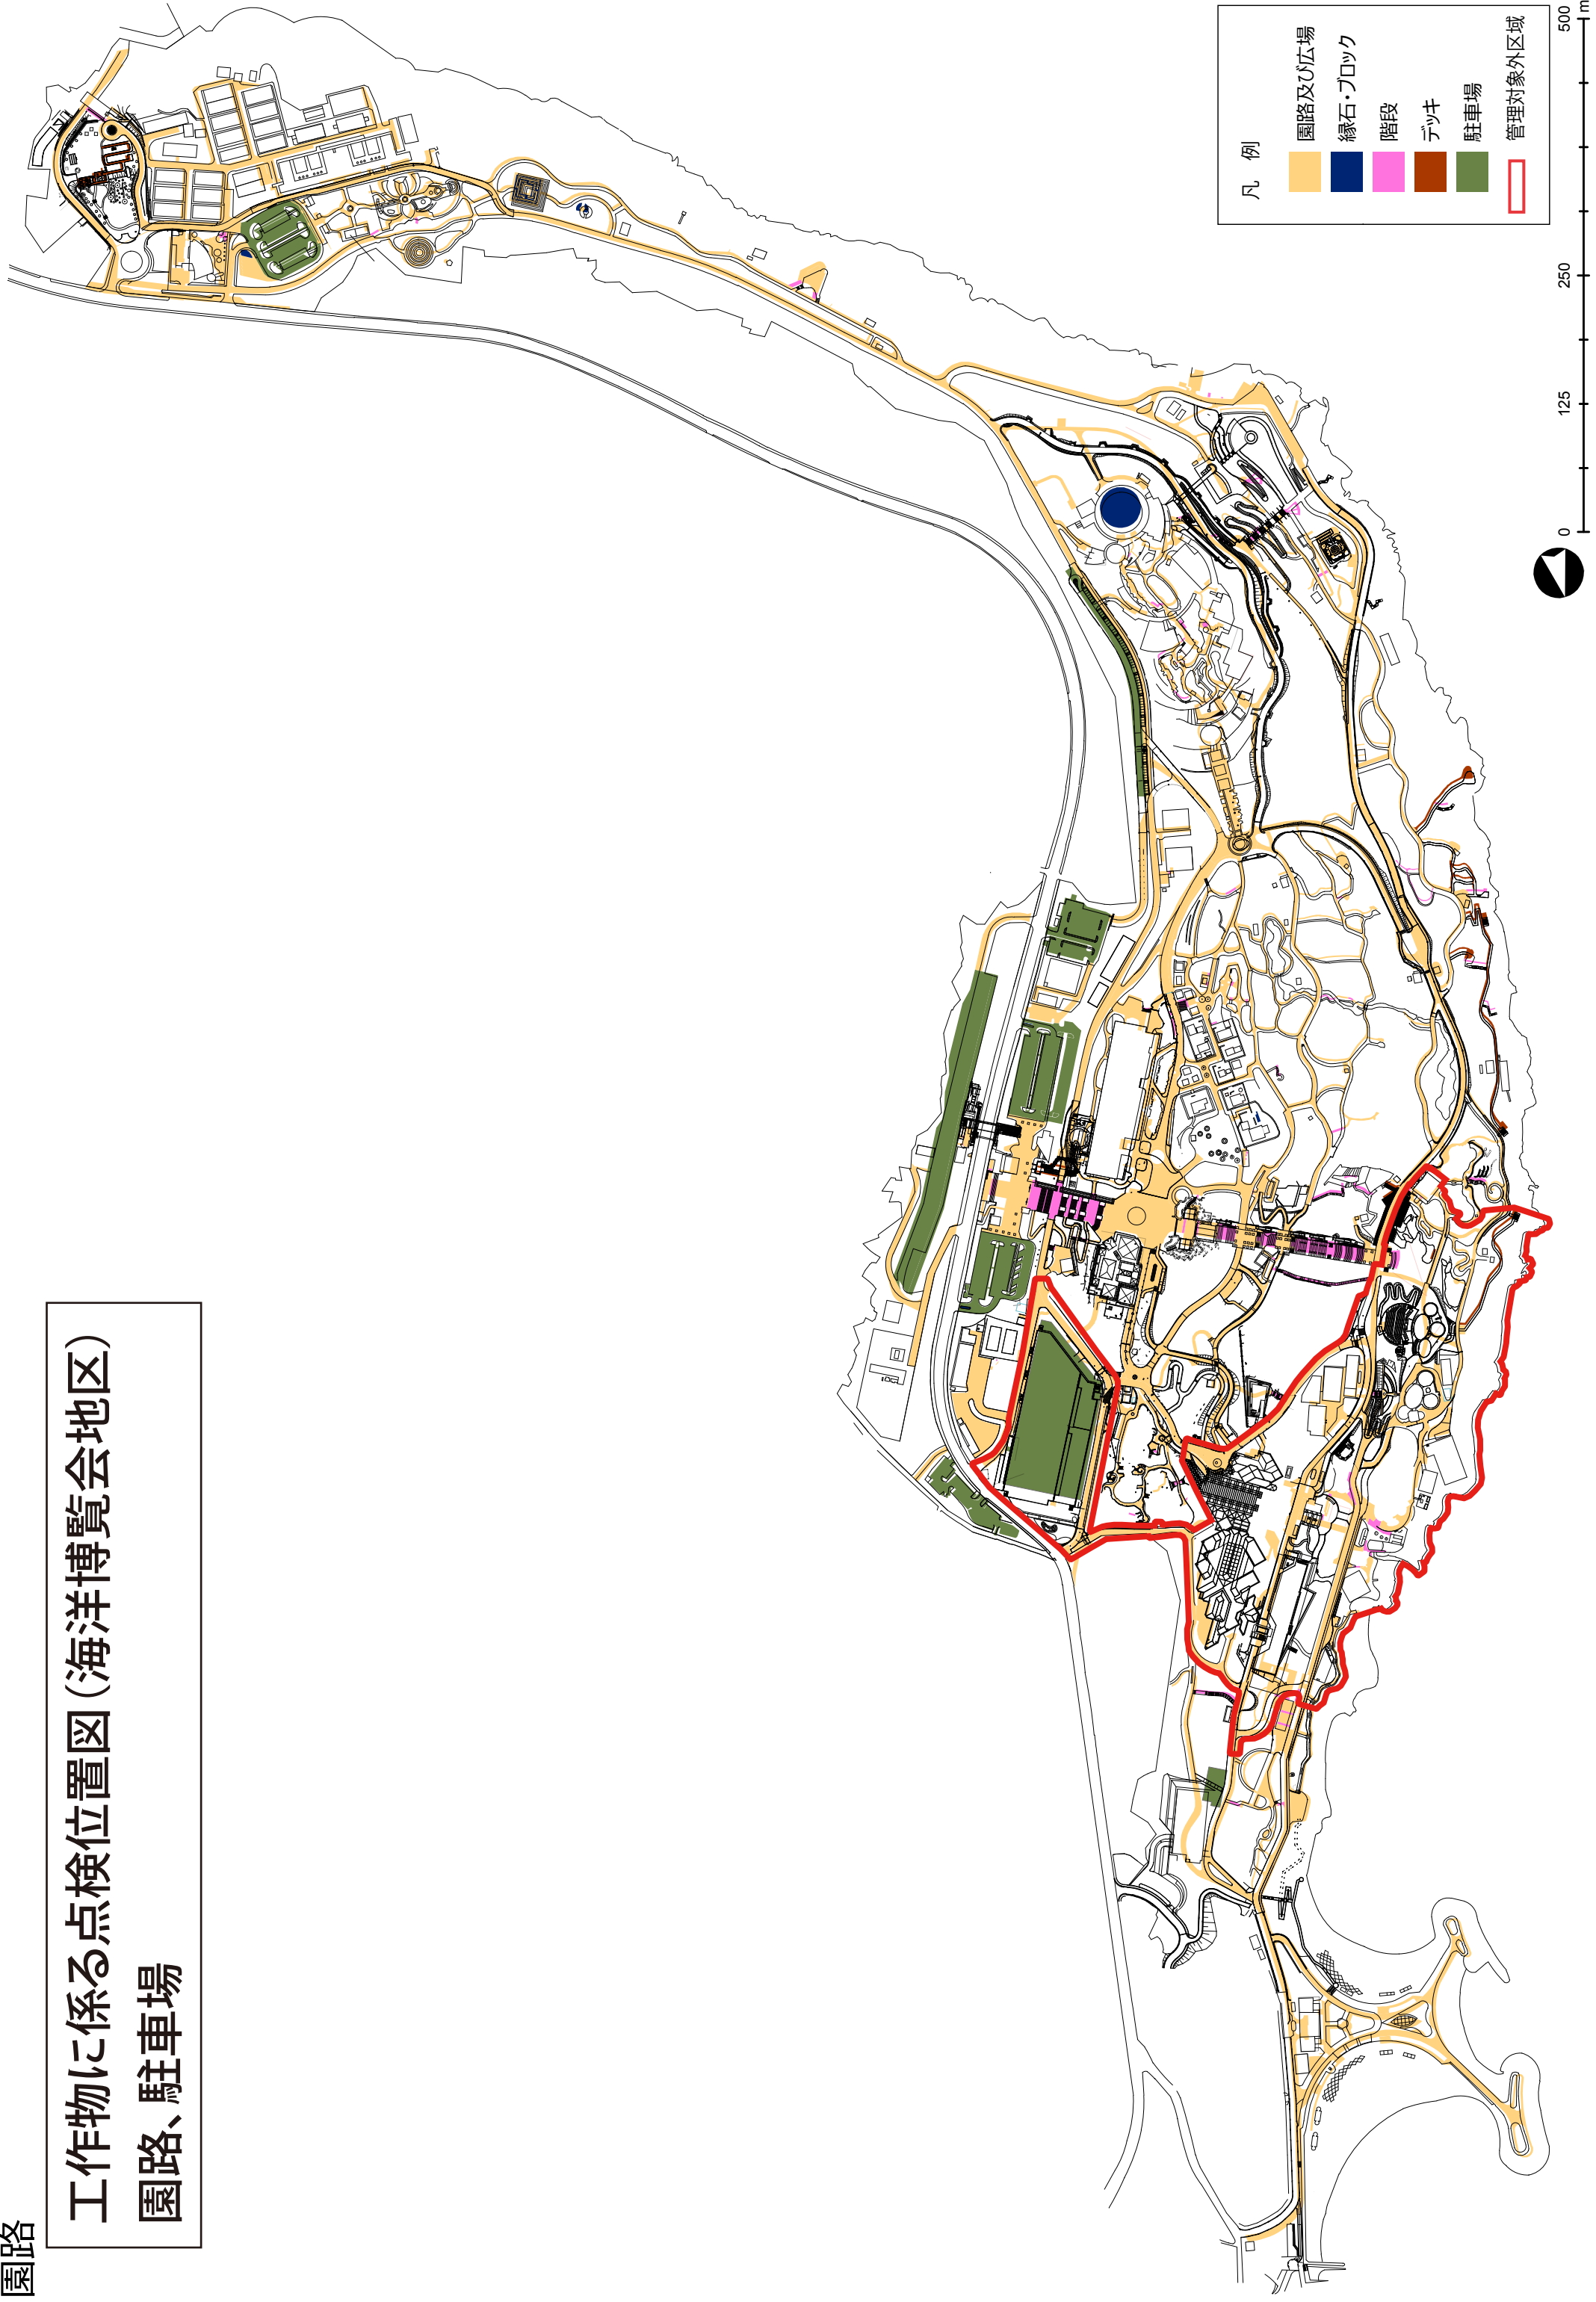 園路
工作物に係る点検位置図（海洋博覧会地区）
園路、駐車場
凡 例
園路及び広場
縁石・ブロック
階段
デッキ
駐車場
管理対象外区域
0 125 250 500 m